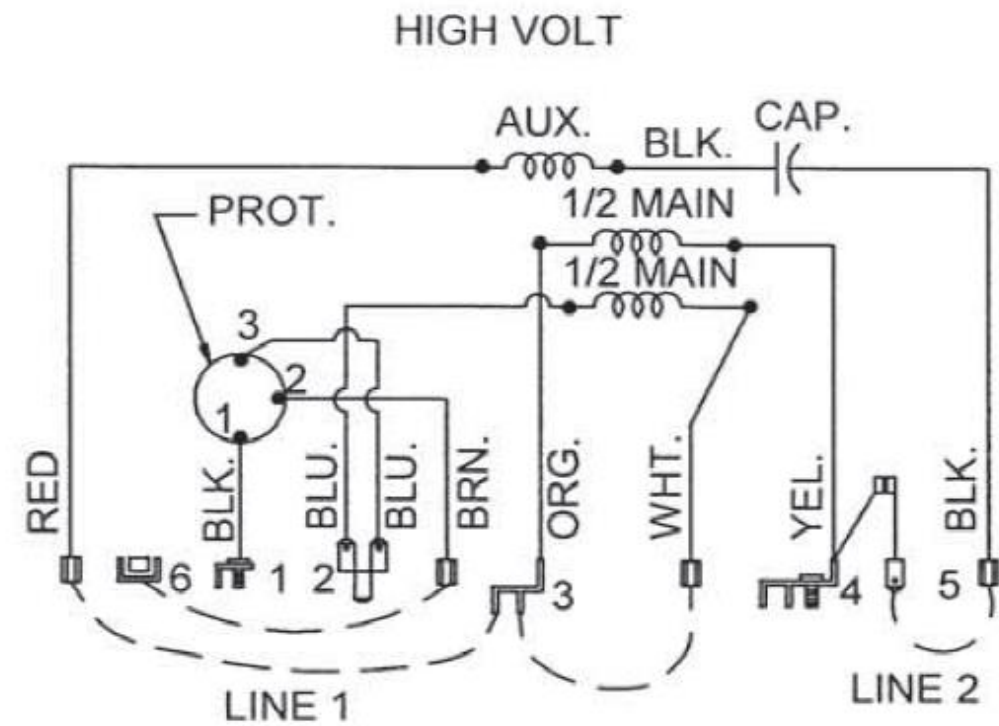 HIGH VOLT
AUX.
BLK.
CAP.
PROT.
1/2 MAIN
1/2 MAIN
3
2
1
RED
BLK.
BLU.
BLU.
BRN.
ORG.
WHT.
YEL.
BLK.
6
1
2
3
4
5
LINE 1
LINE 2